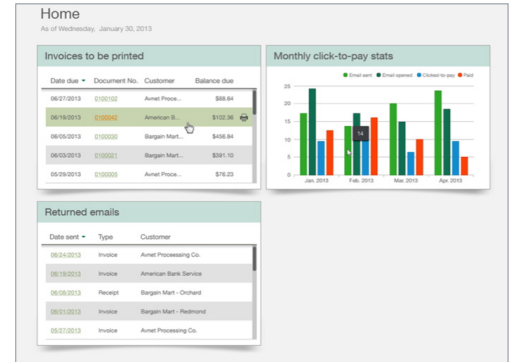 Home
As of Wednesday, January 30, 2013
Invoices to be printed
Date due Document No. Customer Balance due
06/27/2013 0100102 Avnet Proce... $88.64
06/19/2013 0100042 American B... $102.36
06/05/2013 0100030 Bargain Mart... $456.84
06/03/2013 0100021 Bargain Mart... $391.10
05/29/2013 0100005 Avnet Proce... $76.23
Monthly click-to-pay stats
Email sent Email opened Clicked-to-pay Paid
25
20
15
10
5
0
14
Jan. 2013 Feb. 2013 Mar. 2013 Apr. 2013
Returned emails
Date sent Type Customer
06/24/2013 Invoice Avnet Processing Co.
06/19/2013 Invoice American Bank Service
06/06/2013 Receipt Bargain Mart - Orchard
06/01/2013 Invoice Bargain Mart - Redmond
05/27/2013 Invoice Avnet Processing Co.